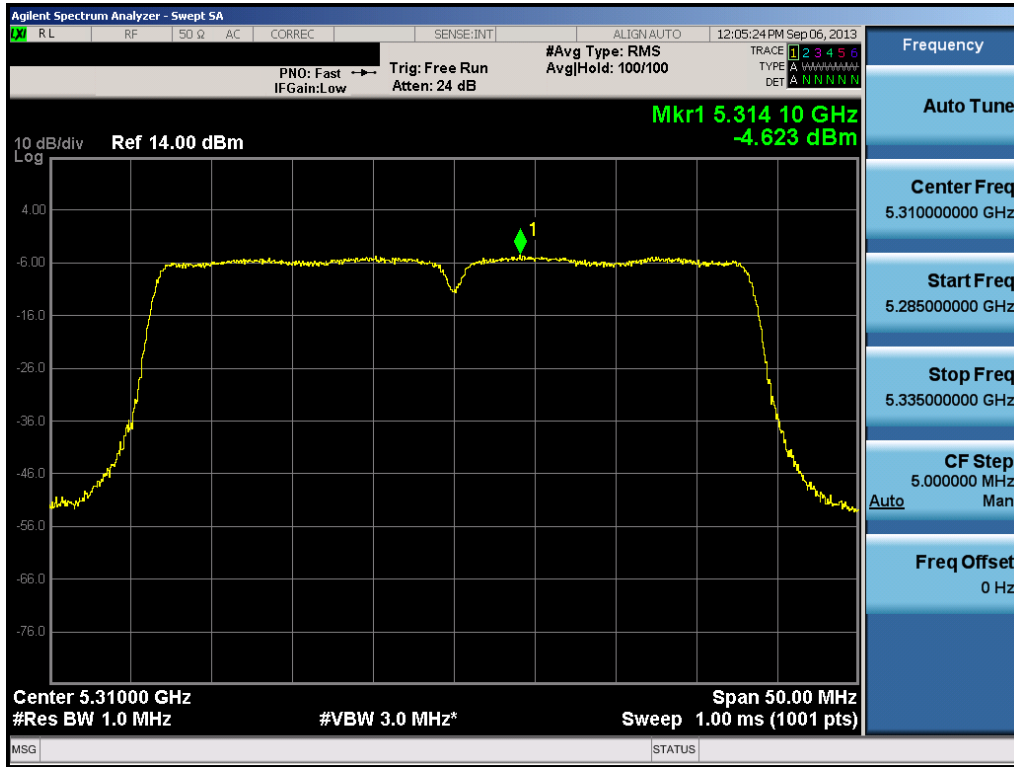 Agilent Spectrum Analyzer - Swept SA
LXI RL RF 50 Ω AC CORREC SENSE:INT ALIGN AUTO 12:05:24 PM Sep 06, 2013
PNO: Fast
IFGain:Low
Trig: Free Run
Atten: 24 dB
#Avg Type: RMS
Avg|Hold: 100/100
TRACE 1 2 3 4 5 6
TYPE A WWWWW
DET A N N N N N
Mkr1 5.314 10 GHz
-4.623 dBm
10 dB/div Ref 14.00 dBm
Log
4.00
-6.00
-16.0
-26.0
-36.0
-46.0
-56.0
-66.0
-76.0
1
Center 5.31000 GHz Span 50.00 MHz
#Res BW 1.0 MHz #VBW 3.0 MHz* Sweep 1.00 ms (1001 pts)
MSG STATUS
Frequency
Auto Tune
Center Freq
5.310000000 GHz
Start Freq
5.285000000 GHz
Stop Freq
5.335000000 GHz
CF Step
5.000000 MHz
Auto Man
Freq Offset
0 Hz